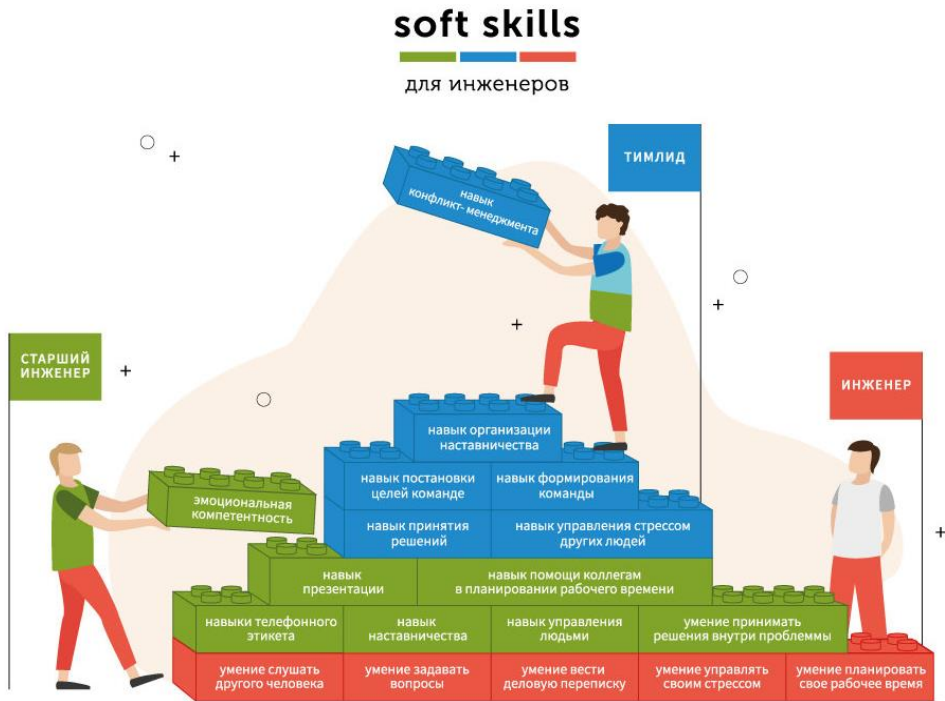 soft skills
для инженеров
ТИМЛИД
навык
конфликт- менеджмента
СТАРШИЙ
ИНЖЕНЕР
ИНЖЕНЕР
эмоциональная
компетентность
навык организации
наставничества
навык постановки
целей команде
навык формирования
команды
навык принятия
решений
навык управления стрессом
других людей
навык
презентации
навык помощи коллегам
в планировании рабочего времени
навыки телефонного
этикета
навык
наставничества
навык управления
людьми
умение принимать
решения внутри проблеммы
умение слушать
другого человека
умение задавать
вопросы
умение вести
деловую переписку
умение управлять
своим стрессом
умение планировать
свое рабочее время